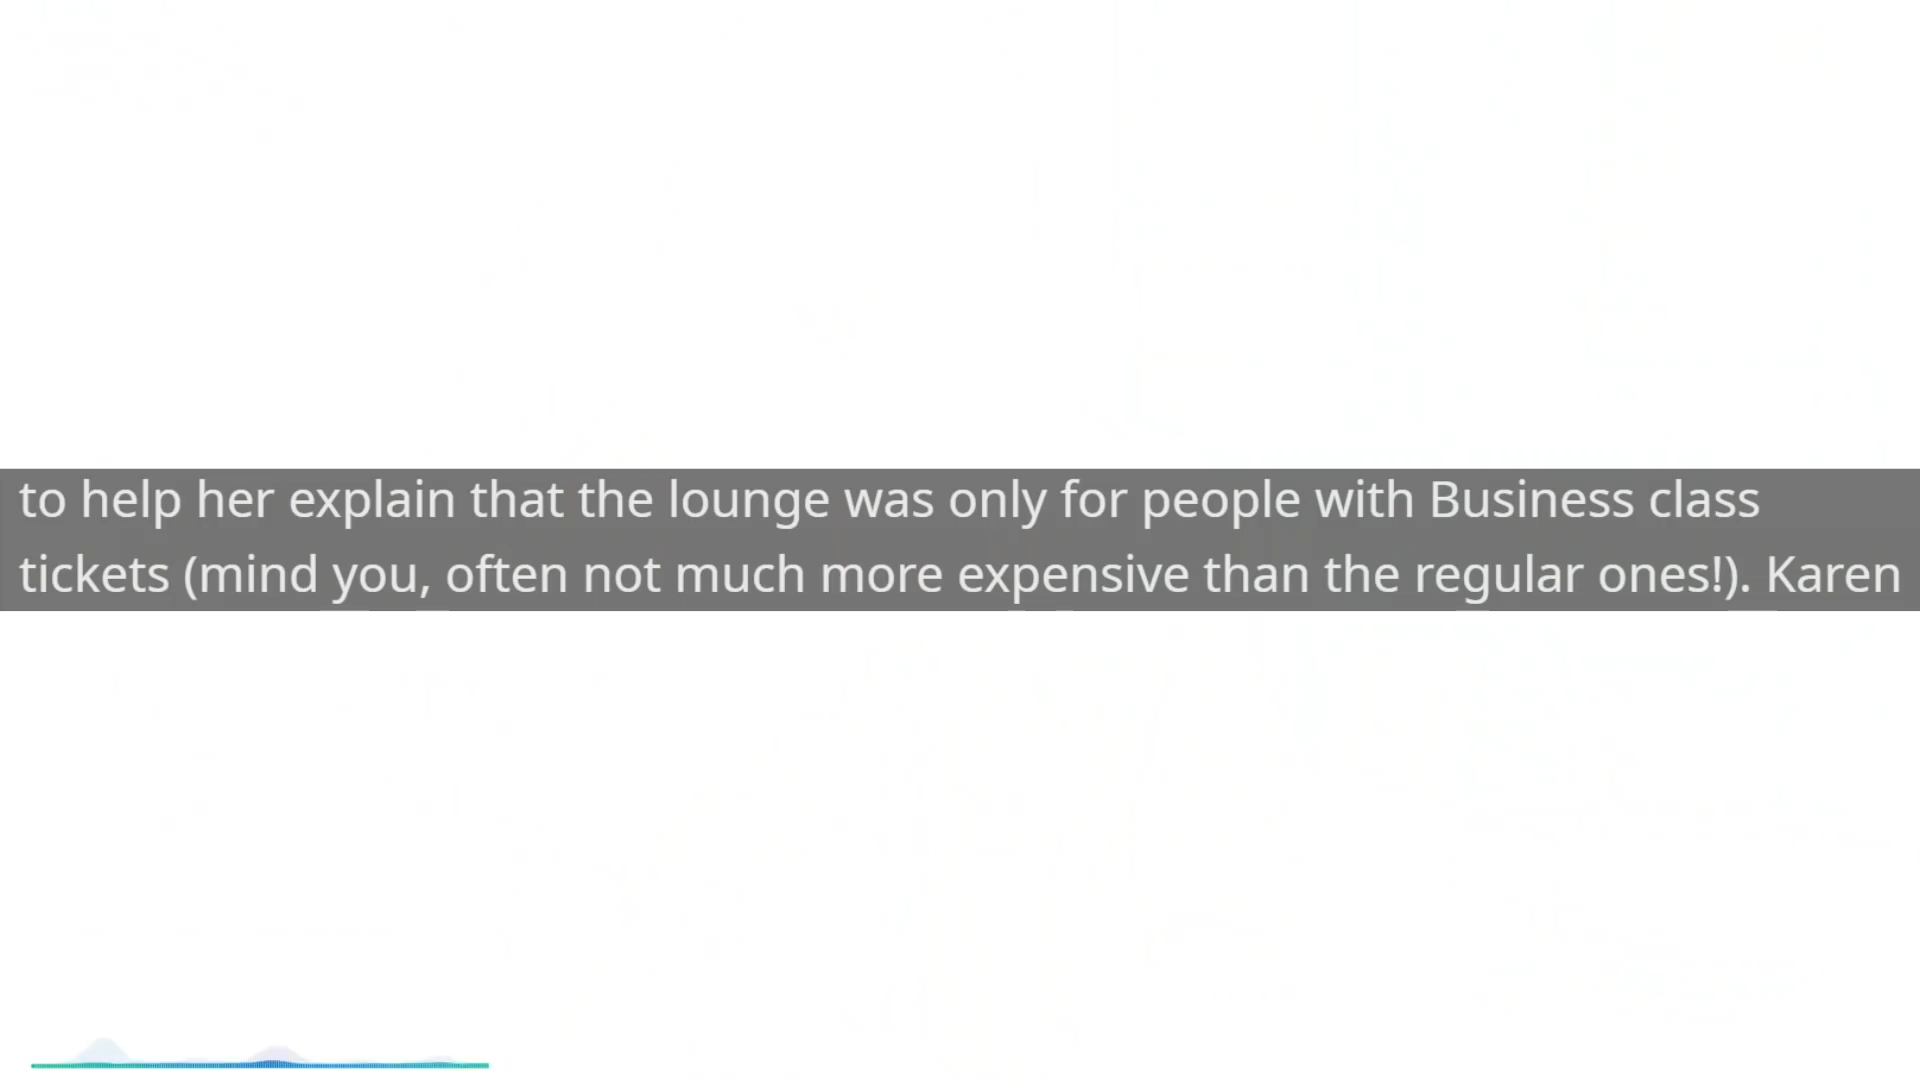 to help her explain that the lounge was only for people with Business class
tickets (mind you, often not much more expensive than the regular ones!). Karen